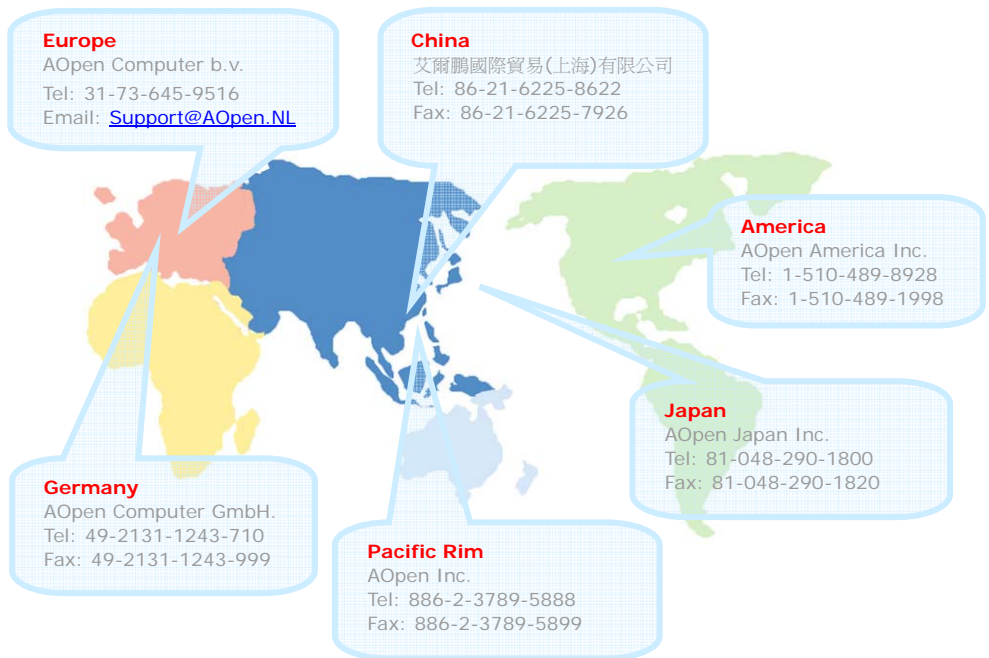 Europe
AOpen Computer b.v.
Tel: 31-73-645-9516
Email: Support@AOpen.NL
China
艾爾鵬國際貿易(上海)有限公司
Tel: 86-21-6225-8622
Fax: 86-21-6225-7926
America
AOpen America Inc.
Tel: 1-510-489-8928
Fax: 1-510-489-1998
Japan
AOpen Japan Inc.
Tel: 81-048-290-1800
Fax: 81-048-290-1820
Germany
AOpen Computer GmbH.
Tel: 49-2131-1243-710
Fax: 49-2131-1243-999
Pacific Rim
AOpen Inc.
Tel: 886-2-3789-5888
Fax: 886-2-3789-5899